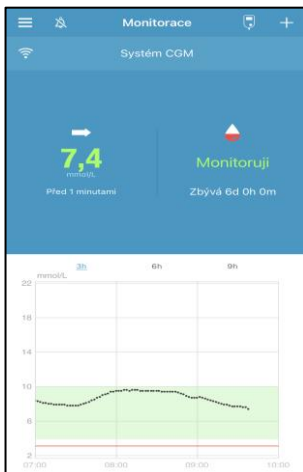 Monitorace
Systém CGM
7,4
mmol/L
Před 1 minutami
Monitoruji
Zbývá 6d 0h 0m
3h 6h 9h
mmol/L
22
18
14
10
6
2
07:00 08:00 09:00 10:00